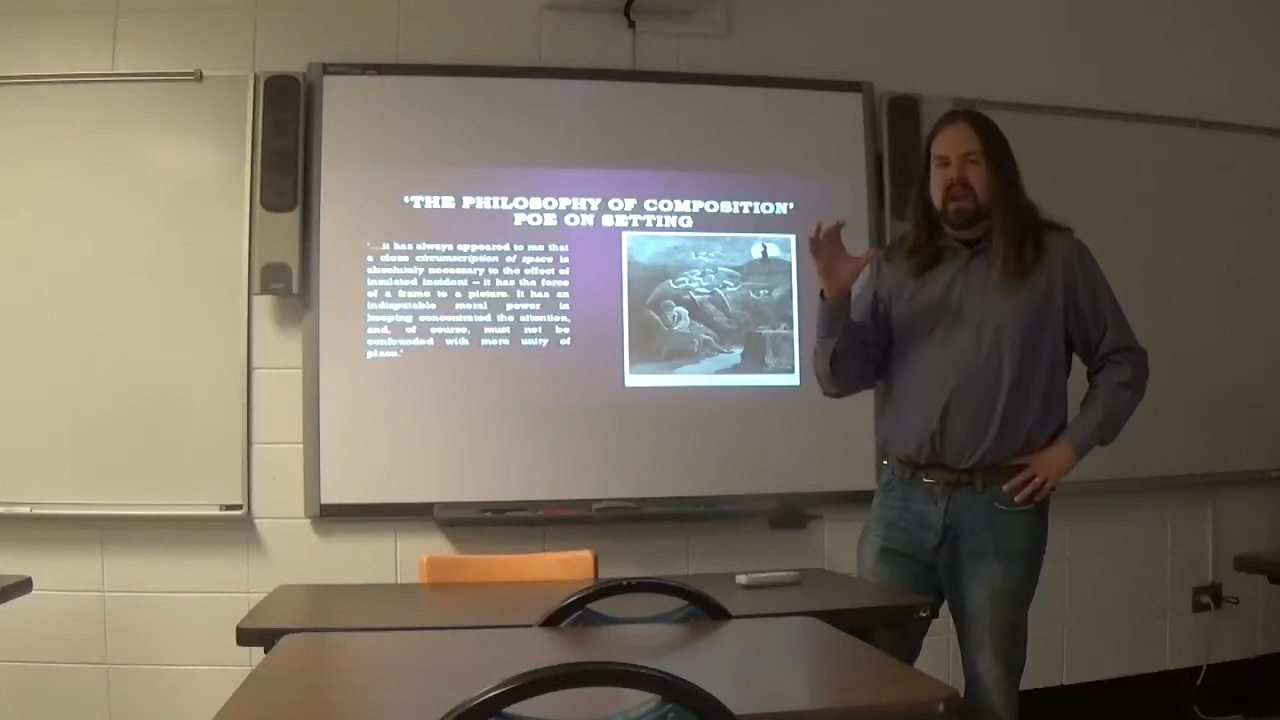 'THE PHILOSOPHY OF COMPOSITION'
POE ON SETTING
'...it has always appeared to me that
a close circumscription of space is
absolutely necessary to the effect of
insulated incident – it has the force
of a frame to a picture. It has an
indisputable moral power in
keeping concentrated the attention,
and, of course, must not be
confounded with mere unity of
place.'